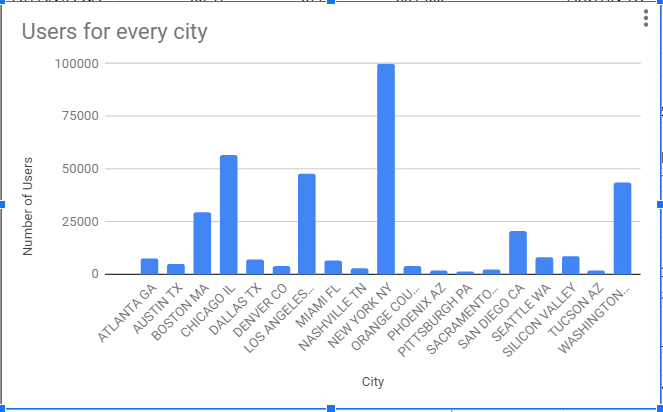 Users for every city
100000
75000
50000
25000
0
Number of Users
ATLANTA GA
AUSTIN TX
BOSTON MA
CHICAGO IL
DALLAS TX
DENVER CO
LOS ANGELES...
MIAMI FL
NASHVILLE TN
NEW YORK NY
ORANGE COU...
PHOENIX AZ
PITTSBURGH PA
SACRAMENTO...
SAN DIEGO CA
SEATTLE WA
SILICON VALLEY
TUCSON AZ
WASHINGTON...
City